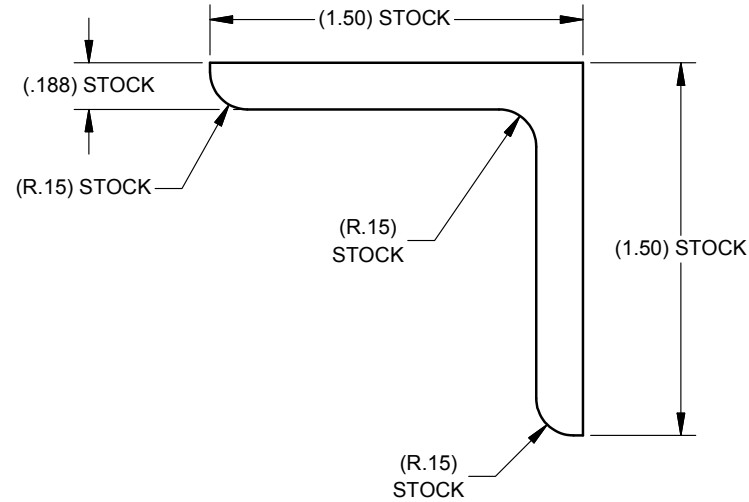 (1.50) STOCK
(.188) STOCK
(R.15) STOCK
(R.15)
STOCK
(1.50) STOCK
(R.15)
STOCK